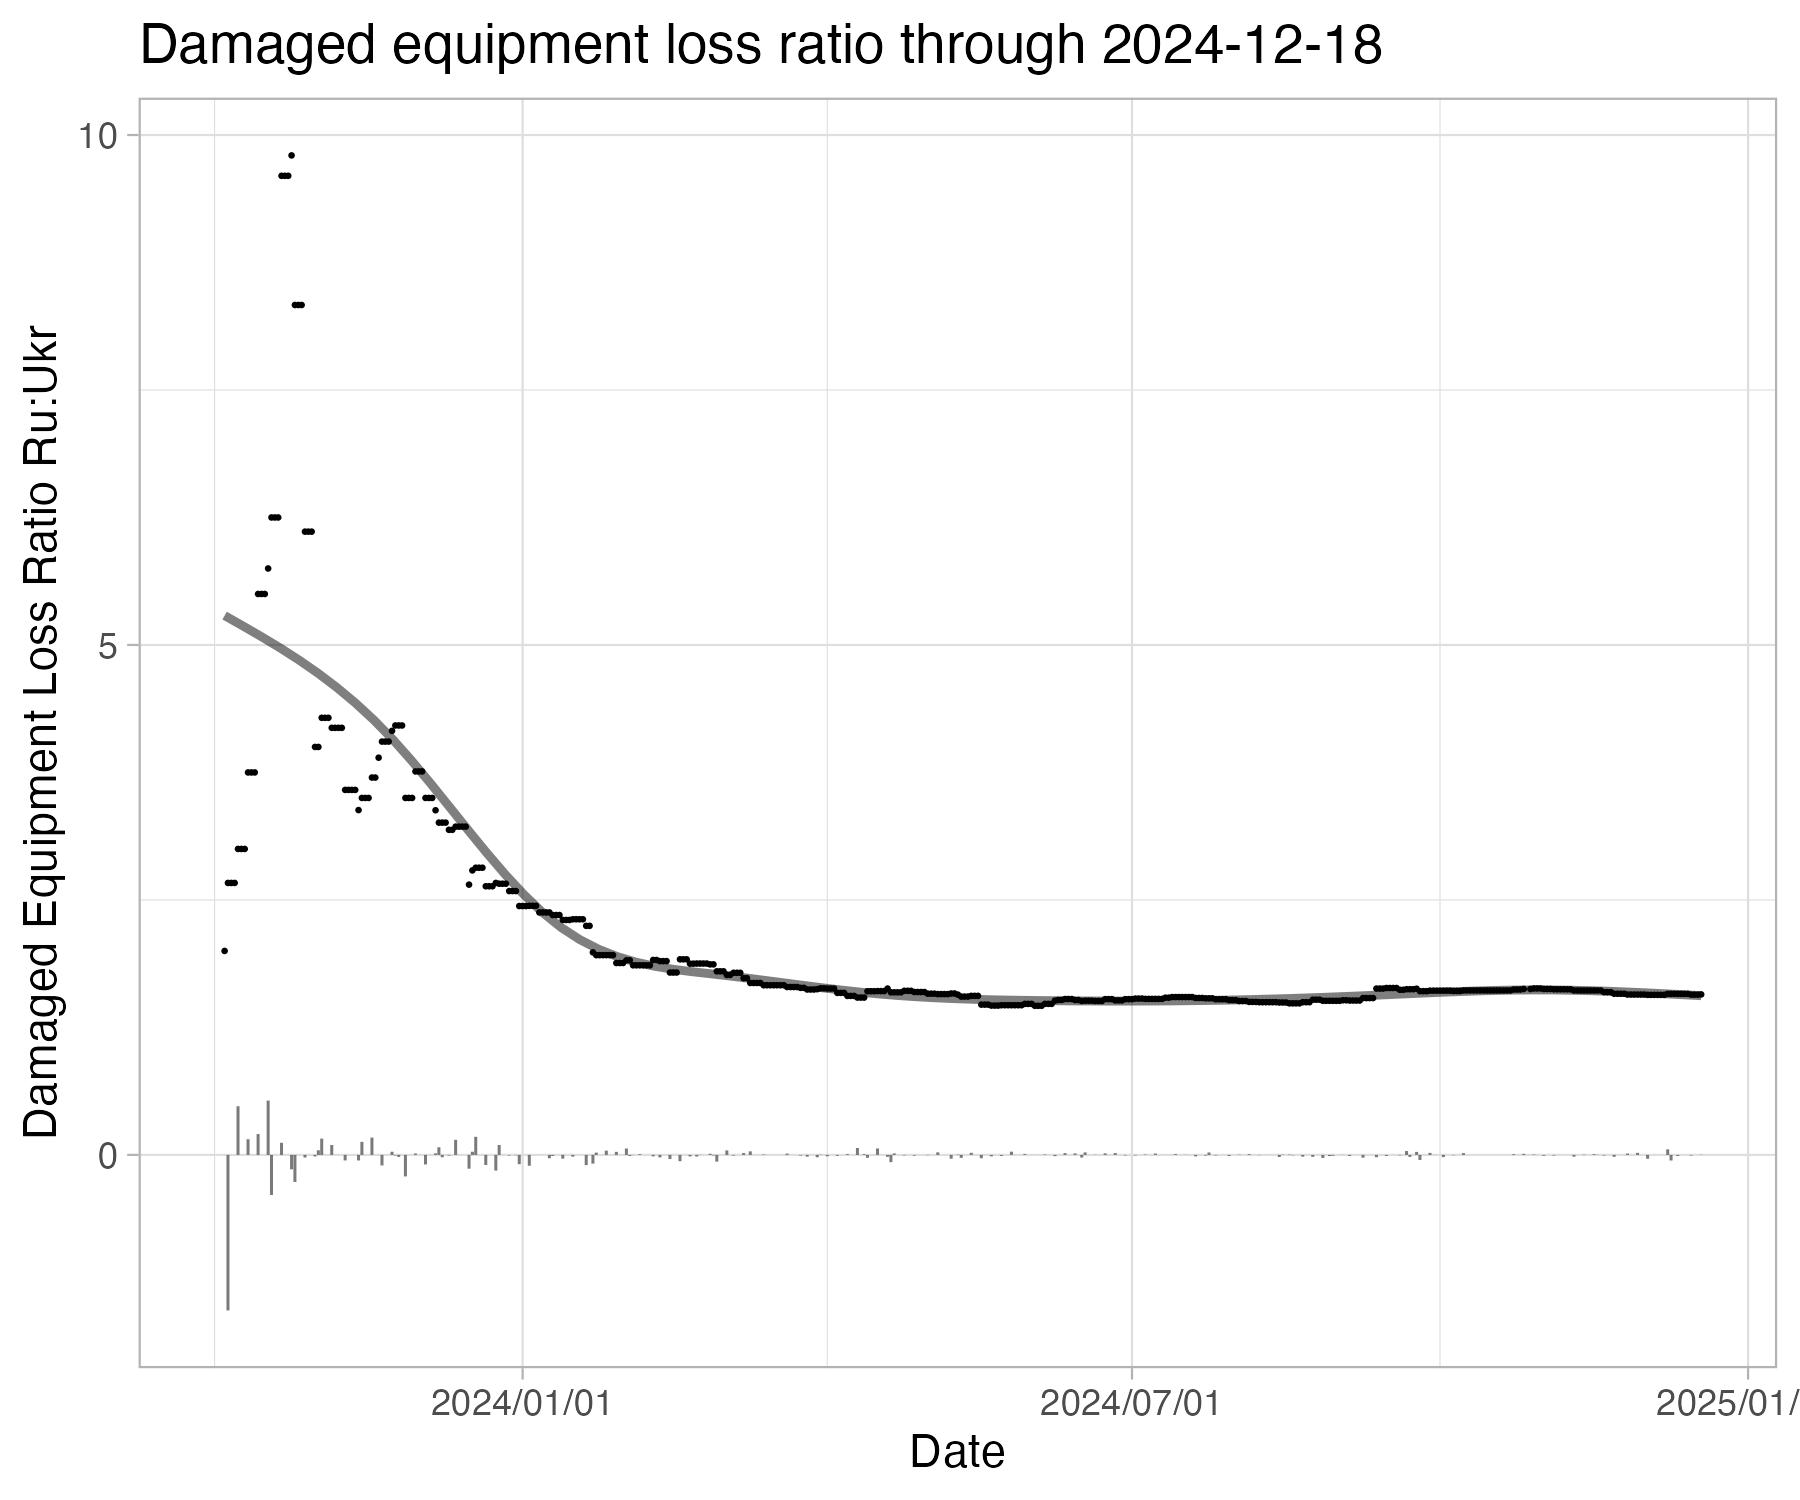 Damaged equipment loss ratio through 2024-12-18
Damaged Equipment Loss Ratio Ru:Ukr
10
5
0
2024/01/01
2024/07/01
2025/01/
Date